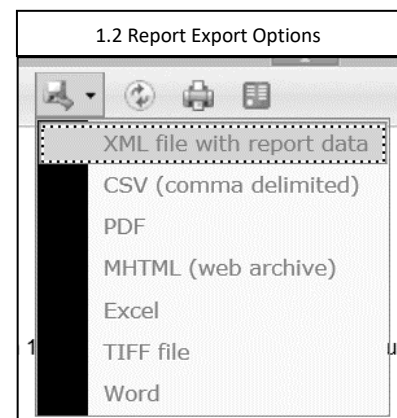 1.2 Report Export Options
XML file with report data
CSV (comma delimited)
PDF
MHTML (web archive)
Excel
1
TIFF file
u
Word